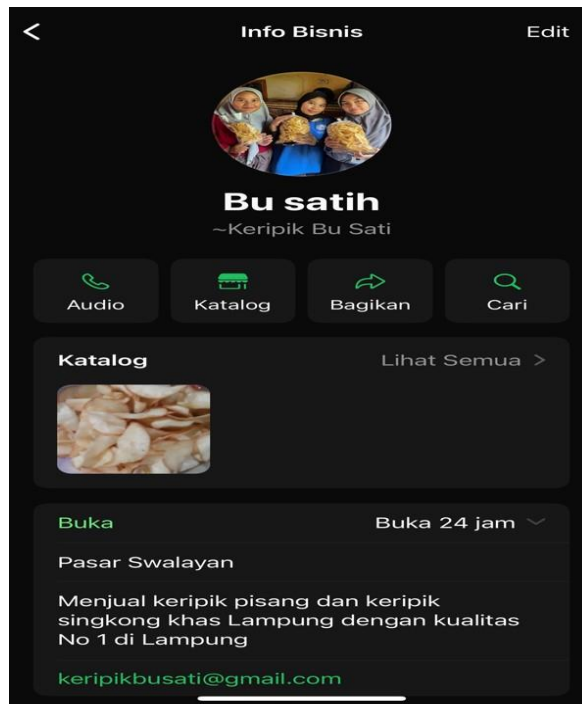 Info Bisnis
Edit
Bu satih
~Keripik Bu Sati
Audio
Katalog
Bagikan
Cari
Katalog
Lihat Semua >
Buka
Buka 24 jam
Pasar Swalayan
Menjual keripik pisang dan keripik
singkong khas Lampung dengan kualitas
No 1 di Lampung
keripikbusati@gmail.com